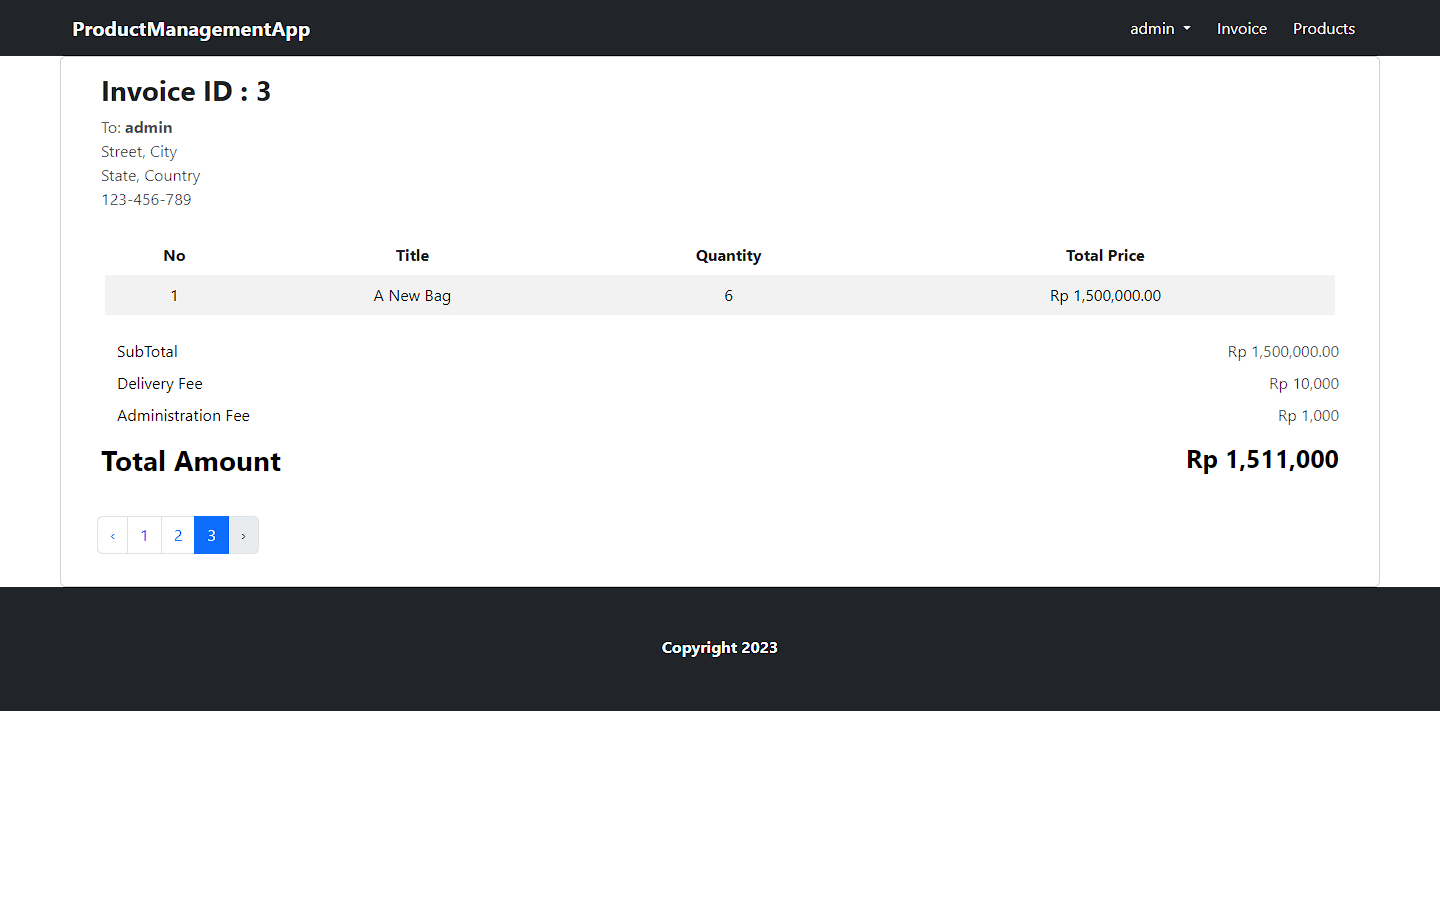 ProductManagementApp admin Invoice Products
Invoice ID : 3
To: admin
Street, City
State, Country
123-456-789
No Title Quantity Total Price
1 A New Bag 6 Rp 1,500,000.00
SubTotal Rp 1,500,000.00
Delivery Fee Rp 10,000
Administration Fee Rp 1,000
Total Amount Rp 1,511,000
‹ 1 2 3 ›
Copyright 2023